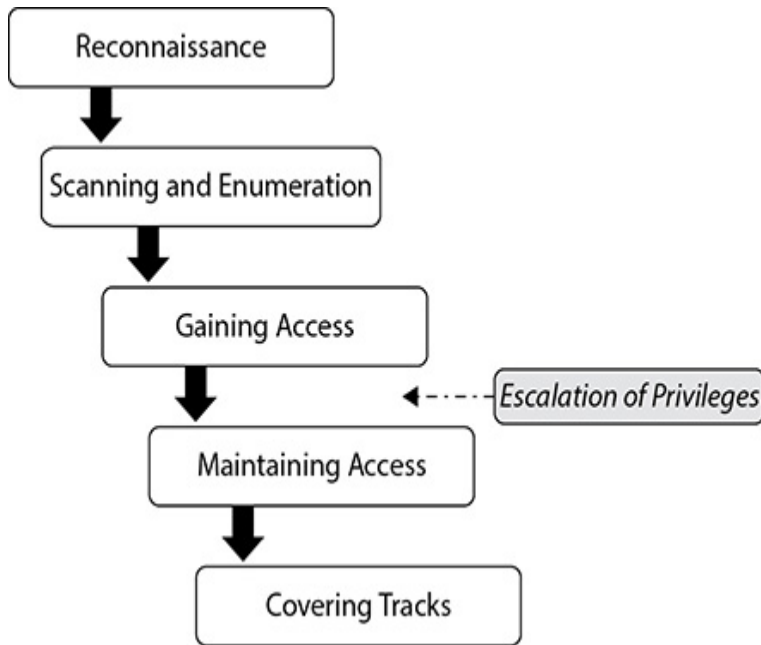 Reconnaissance
Scanning and Enumeration
Gaining Access
Escalation of Privileges
Maintaining Access
Covering Tracks